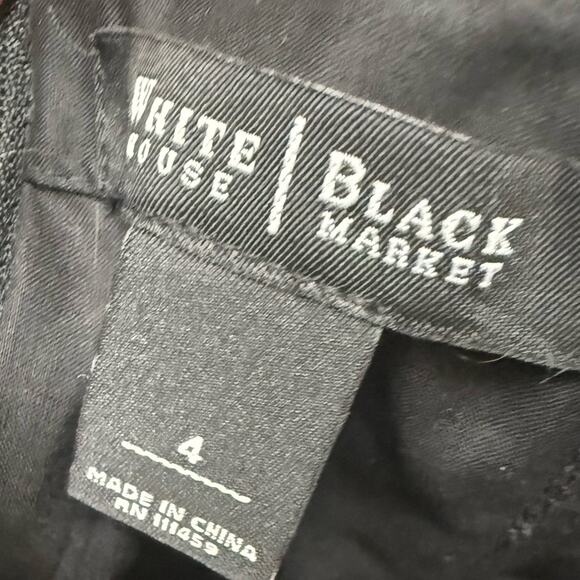 WHITE
HOUSE
BLACK
MARKET
4
MADE IN CHINA
RN 111459